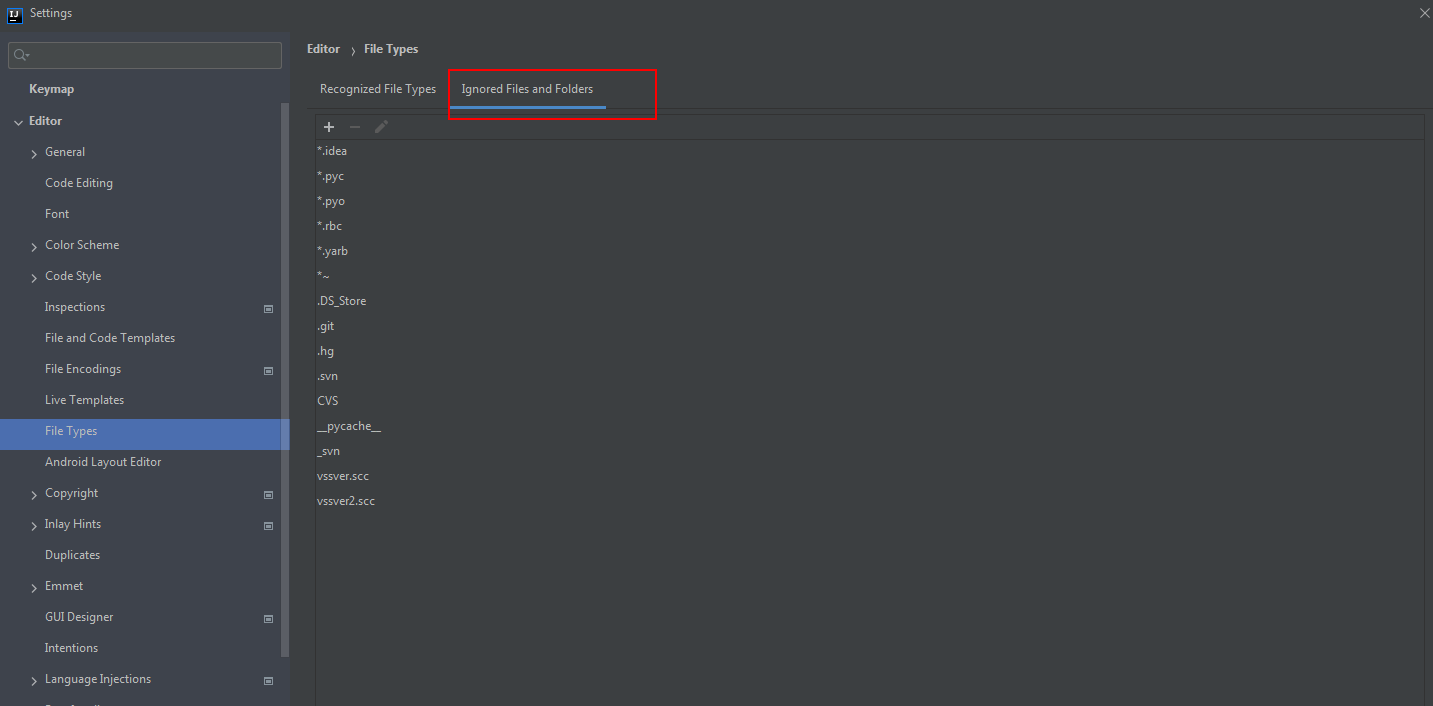 IJ Settings
Editor › File Types
Keymap
Editor
General
Code Editing
Font
Color Scheme
Code Style
Inspections
File and Code Templates
File Encodings
Live Templates
File Types
Android Layout Editor
Copyright
Inlay Hints
Duplicates
Emmet
GUI Designer
Intentions
Language Injections
Recognized File Types
Ignored Files and Folders
*.idea
*.pyc
*.pyo
*.rbc
*.yarb
*~
.DS_Store
.git
.hg
.svn
CVS
__pycache__
_svn
vssver.scc
vssver2.scc